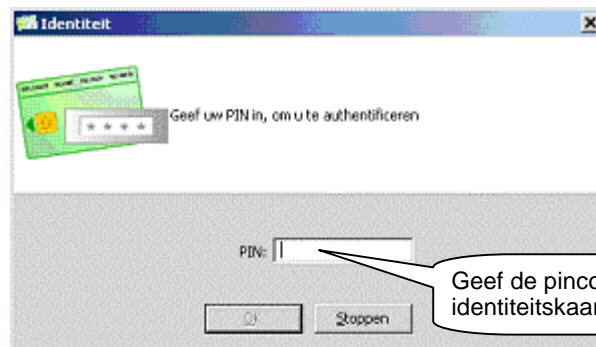 Identiteit
Geef uw PIN in, om u te authentificeren
PIN:
OK
Stoppen
Geef de pinco
identiteitskaar